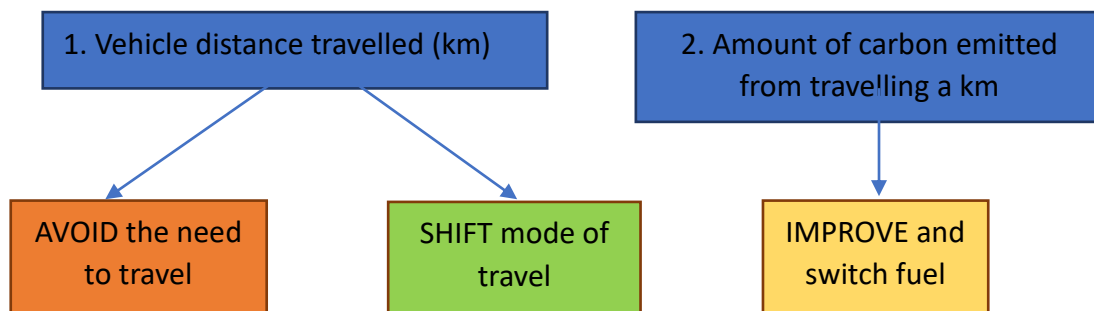 1. Vehicle distance travelled (km)
2. Amount of carbon emitted
from travelling a km
AVOID the need
to travel
SHIFT mode of
travel
IMPROVE and
switch fuel